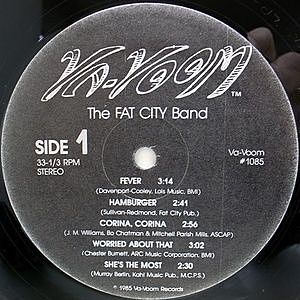 VA-VOOM TM
The FAT CITY Band
SIDE 1
33-1/3 RPM
STEREO
Va-Voom
#1085
FEVER 3:14
(Davenport-Cooley, Lois Music, BMI)
HAMBURGER 2:41
(Sullivan-Redmond, Fat City Pub.)
CORINA, CORINA 2:56
(J. M. Williams, Bo Chatman & Mitchell Parish Mills, ASCAP)
WORRIED ABOUT THAT 3:02
(Chester Burnett, ARC Music Corporation, BMI)
SHE'S THE MOST 2:30
(Murray Berlin, Kahl Music Pub., M.C.P.S.)
© 1985 Va-Voom Records